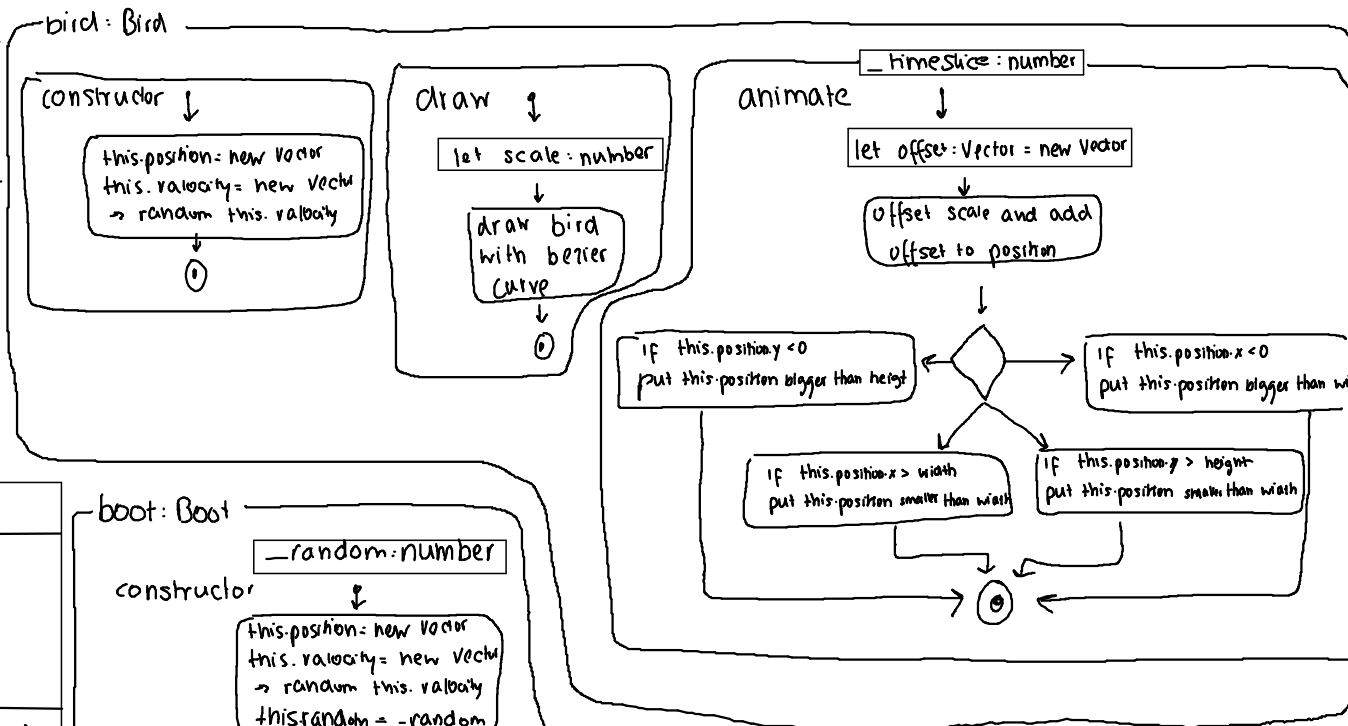 bird: Bird
constructor
this.position = new Vector
this.valocity = new Vector
→ random this.valocity
draw
let scale: number
draw bird
with bezier
curve
_timeslice: number
animate
let offset: Vector = new Vector
offset scale and add
offset to position
if this.position.y < 0
put this.position bigger than heigt
if this.position.x < 0
put this.position bigger than wi
if this.position.x > width
put this.position smaller than width
if this.position.y > height
put this.position smaller than width
boot: Boot
_random: number
constructor
this.position = new Vector
this.valocity = new Vector
→ random this.valocity
this random = -random